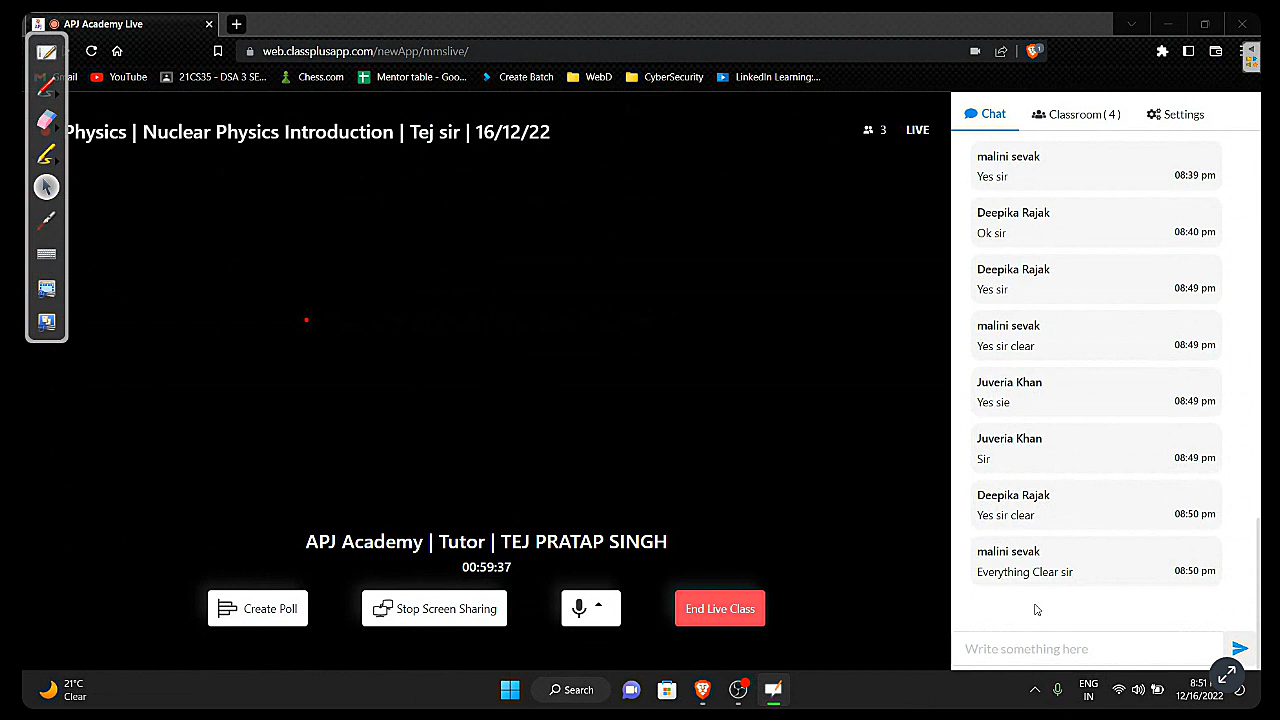 APJ Academy Live
web.classplusapp.com/newApp/mmslive/
Gmail
YouTube
21CS35 - DSA 3 SE...
Chess.com
Mentor table - Goo...
Create Batch
WebD
CyberSecurity
LinkedIn Learning:...
Physics | Nuclear Physics Introduction | Tej sir | 16/12/22
3
LIVE
APJ Academy | Tutor | TEJ PRATAP SINGH
00:59:37
Create Poll
Stop Screen Sharing
End Live Class
Chat
Classroom ( 4 )
Settings
malini sevak
Yes sir 08:39 pm
Deepika Rajak
Ok sir 08:40 pm
Deepika Rajak
Yes sir 08:49 pm
malini sevak
Yes sir clear 08:49 pm
Juveria Khan
Yes sie 08:49 pm
Juveria Khan
Sir 08:49 pm
Deepika Rajak
Yes sir clear 08:50 pm
malini sevak
Everything Clear sir 08:50 pm
Write something here
21°C
Clear
Search
ENG
IN
8:51
12/16/2022